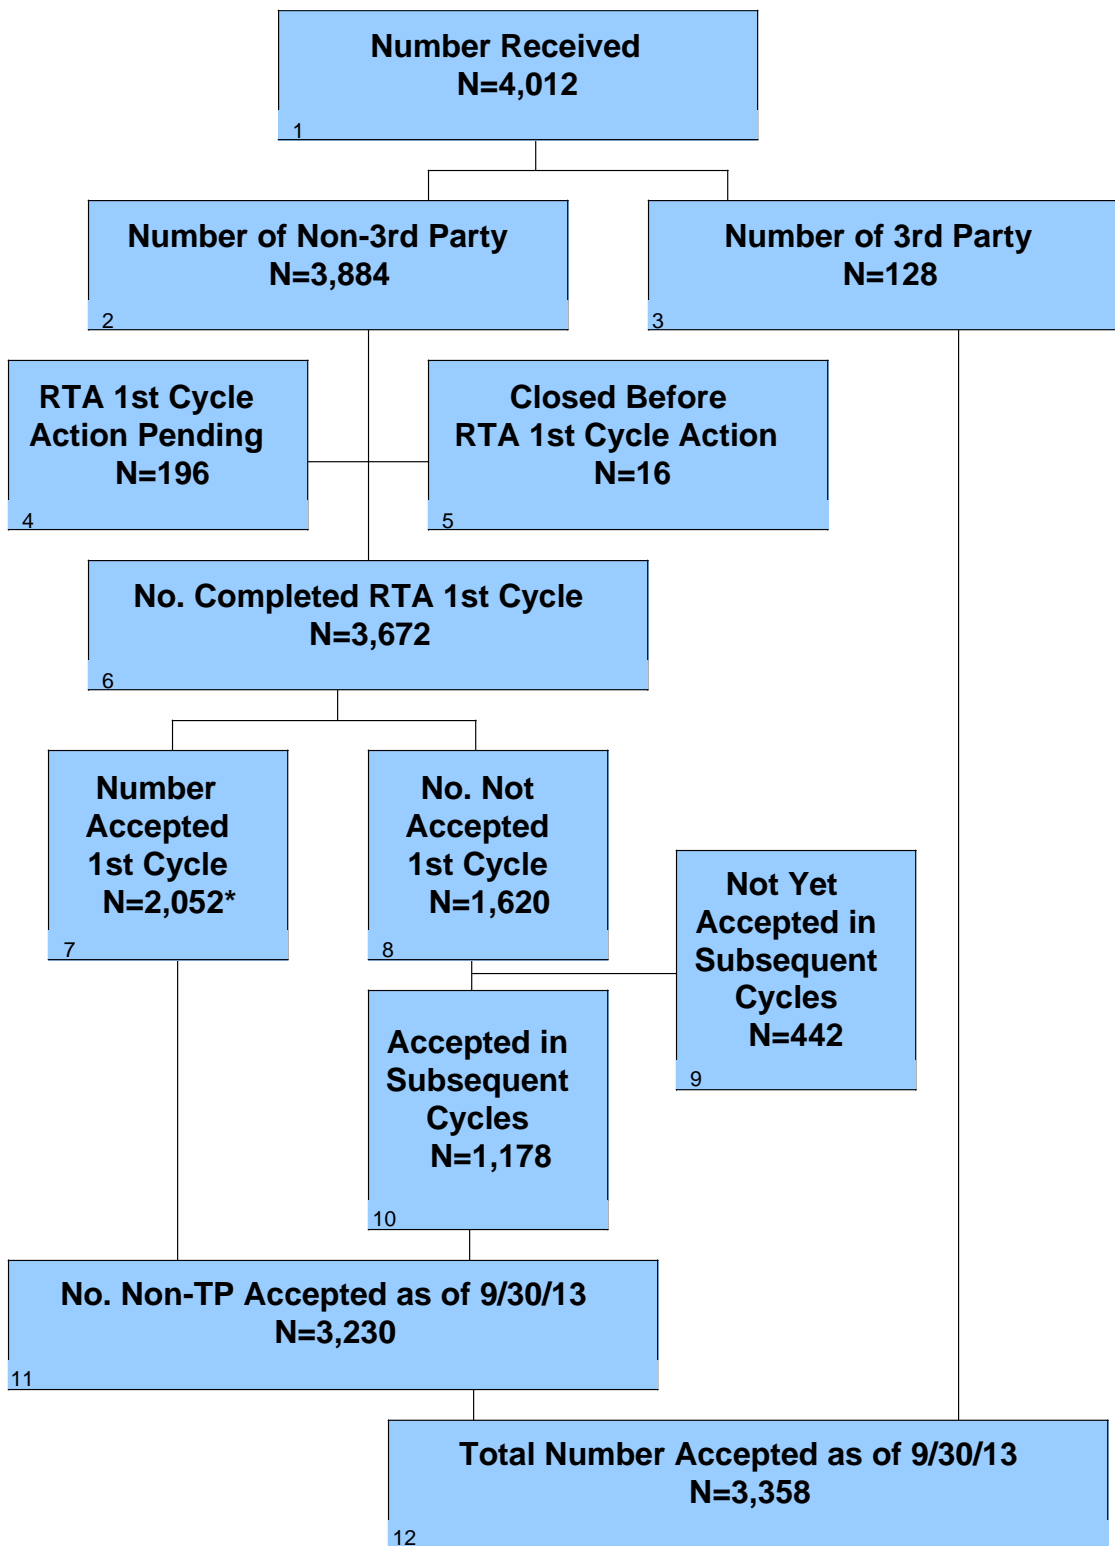 Number Received
N=4,012
1
Number of Non-3rd Party
N=3,884
2
Number of 3rd Party
N=128
3
RTA 1st Cycle
Action Pending
N=196
4
Closed Before
RTA 1st Cycle Action
N=16
5
No. Completed RTA 1st Cycle
N=3,672
6
Number
Accepted
1st Cycle
N=2,052*
7
No. Not
Accepted
1st Cycle
N=1,620
8
Not Yet
Accepted in
Subsequent
Cycles
N=442
9
Accepted in
Subsequent
Cycles
N=1,178
10
No. Non-TP Accepted as of 9/30/13
N=3,230
11
Total Number Accepted as of 9/30/13
N=3,358
12